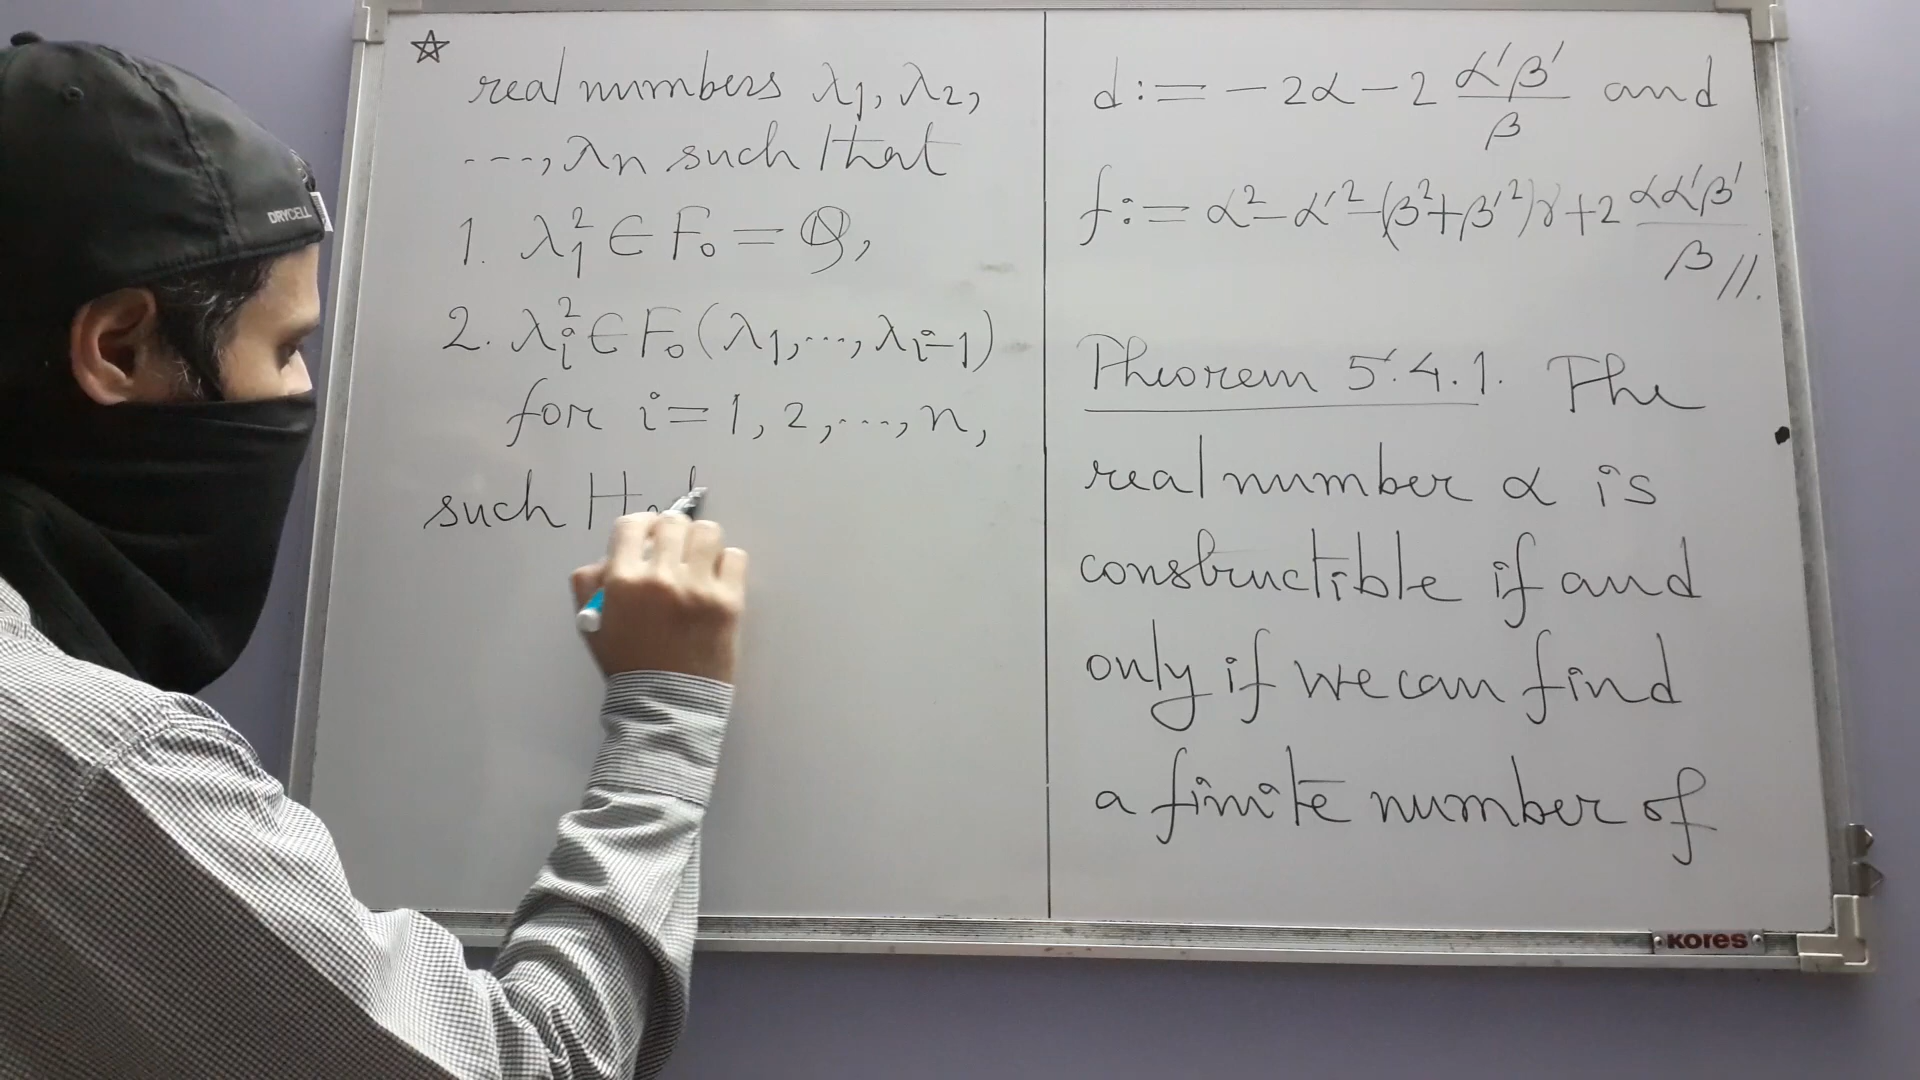 ☆
real numbers λ1, λ2,
...., λn such that
1. λ₁² ∈ F₀ = ℚ,
2. λᵢ² ∈ F₀(λ1,...., λi-1)
for i = 1, 2,...., n,
such that
d := -2α - 2 α'β'/β and
f := α² - α'² - (β² + β'²)γ + 2 αα'β'/β //.
Theorem 5.4.1. The
real number α is
constructible if and
only if we can find
a finite number of
DRYCELL
KORES